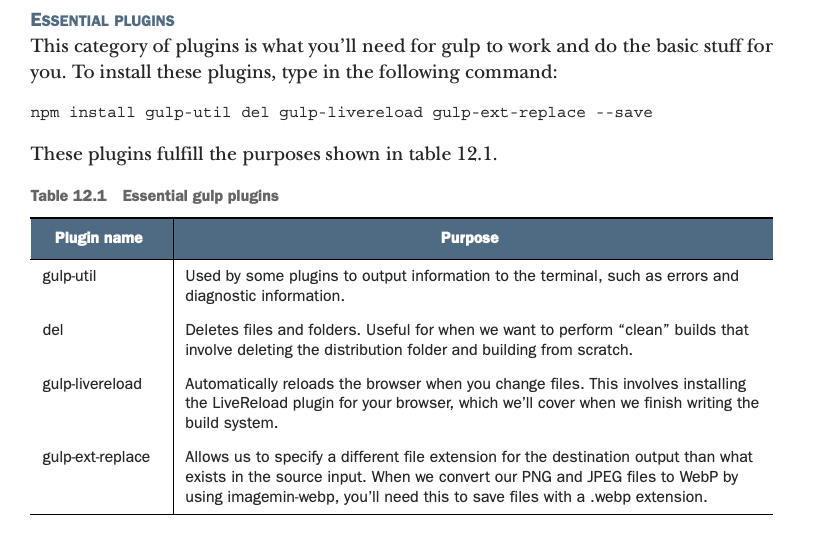 ESSENTIAL PLUGINS
This category of plugins is what you’ll need for gulp to work and do the basic stuff for
you. To install these plugins, type in the following command:
npm install gulp-util del gulp-livereload gulp-ext-replace --save
These plugins fulfill the purposes shown in table 12.1.
Table 12.1 Essential gulp plugins
Plugin name Purpose
gulp-util Used by some plugins to output information to the terminal, such as errors and
diagnostic information.
del Deletes files and folders. Useful for when we want to perform “clean” builds that
involve deleting the distribution folder and building from scratch.
gulp-livereload Automatically reloads the browser when you change files. This involves installing
the LiveReload plugin for your browser, which we’ll cover when we finish writing the
build system.
gulp-ext-replace Allows us to specify a different file extension for the destination output than what
exists in the source input. When we convert our PNG and JPEG files to WebP by
using imagemin-webp, you’ll need this to save files with a .webp extension.